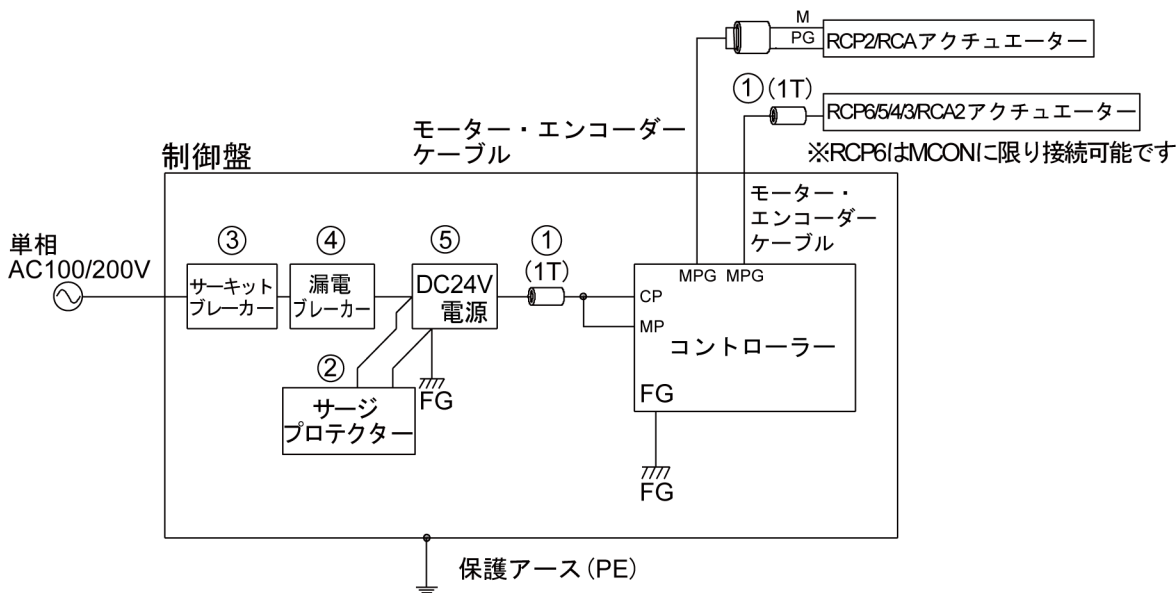 M
PG
RCP2/RCAアクチュエーター
①(1T)
RCP6/5/4/3/RCA2アクチュエーター
※RCP6はMCONに限り接続可能です
モーター・エンコーダー
ケーブル
制御盤
モーター・
エンコーダー
ケーブル
単相
AC100/200V
③
サーキット
ブレーカー
④
漏電
ブレーカー
⑤
DC24V
電源
①
(1T)
MPG MPG
CP
MP
コントローラー
FG
FG
②
サージ
プロテクター
FG
保護アース(PE)